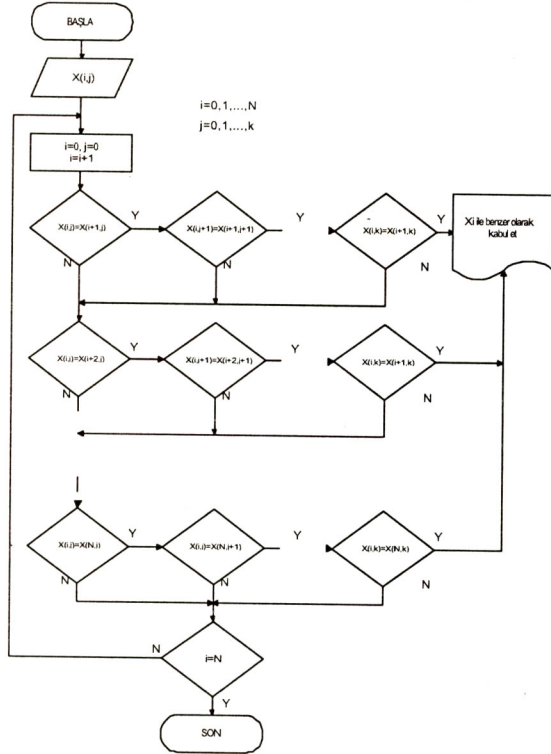 BAŞLA
X(i,j)
i=0,1,...,N
j=0,1,...,k
i=0, j=0
i=i+1
X(i,j)=X(i+1,j)
Y
X(i,j+1)=X(i+1,j+1)
Y
X(i,k)=X(i+1,k)
Y
Xi ile benzer olarak
kabul et
N
N
N
X(i,j)=X(i+2,j)
Y
X(i,j+1)=X(i+2,j+1)
Y
X(i,k)=X(i+1,k)
Y
N
N
N
X(i,j)=X(N,j)
Y
X(i,j)=X(N,j+1)
Y
X(i,k)=X(N,k)
Y
N
N
N
N
i=N
Y
SON